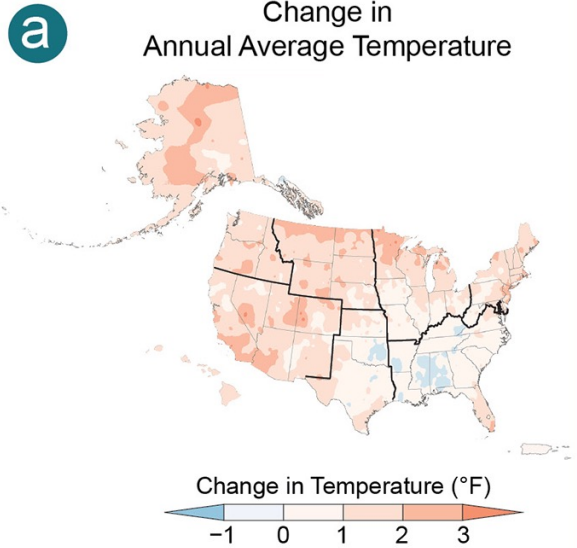 a
Change in
Annual Average Temperature
Change in Temperature (°F)
−1 0 1 2 3